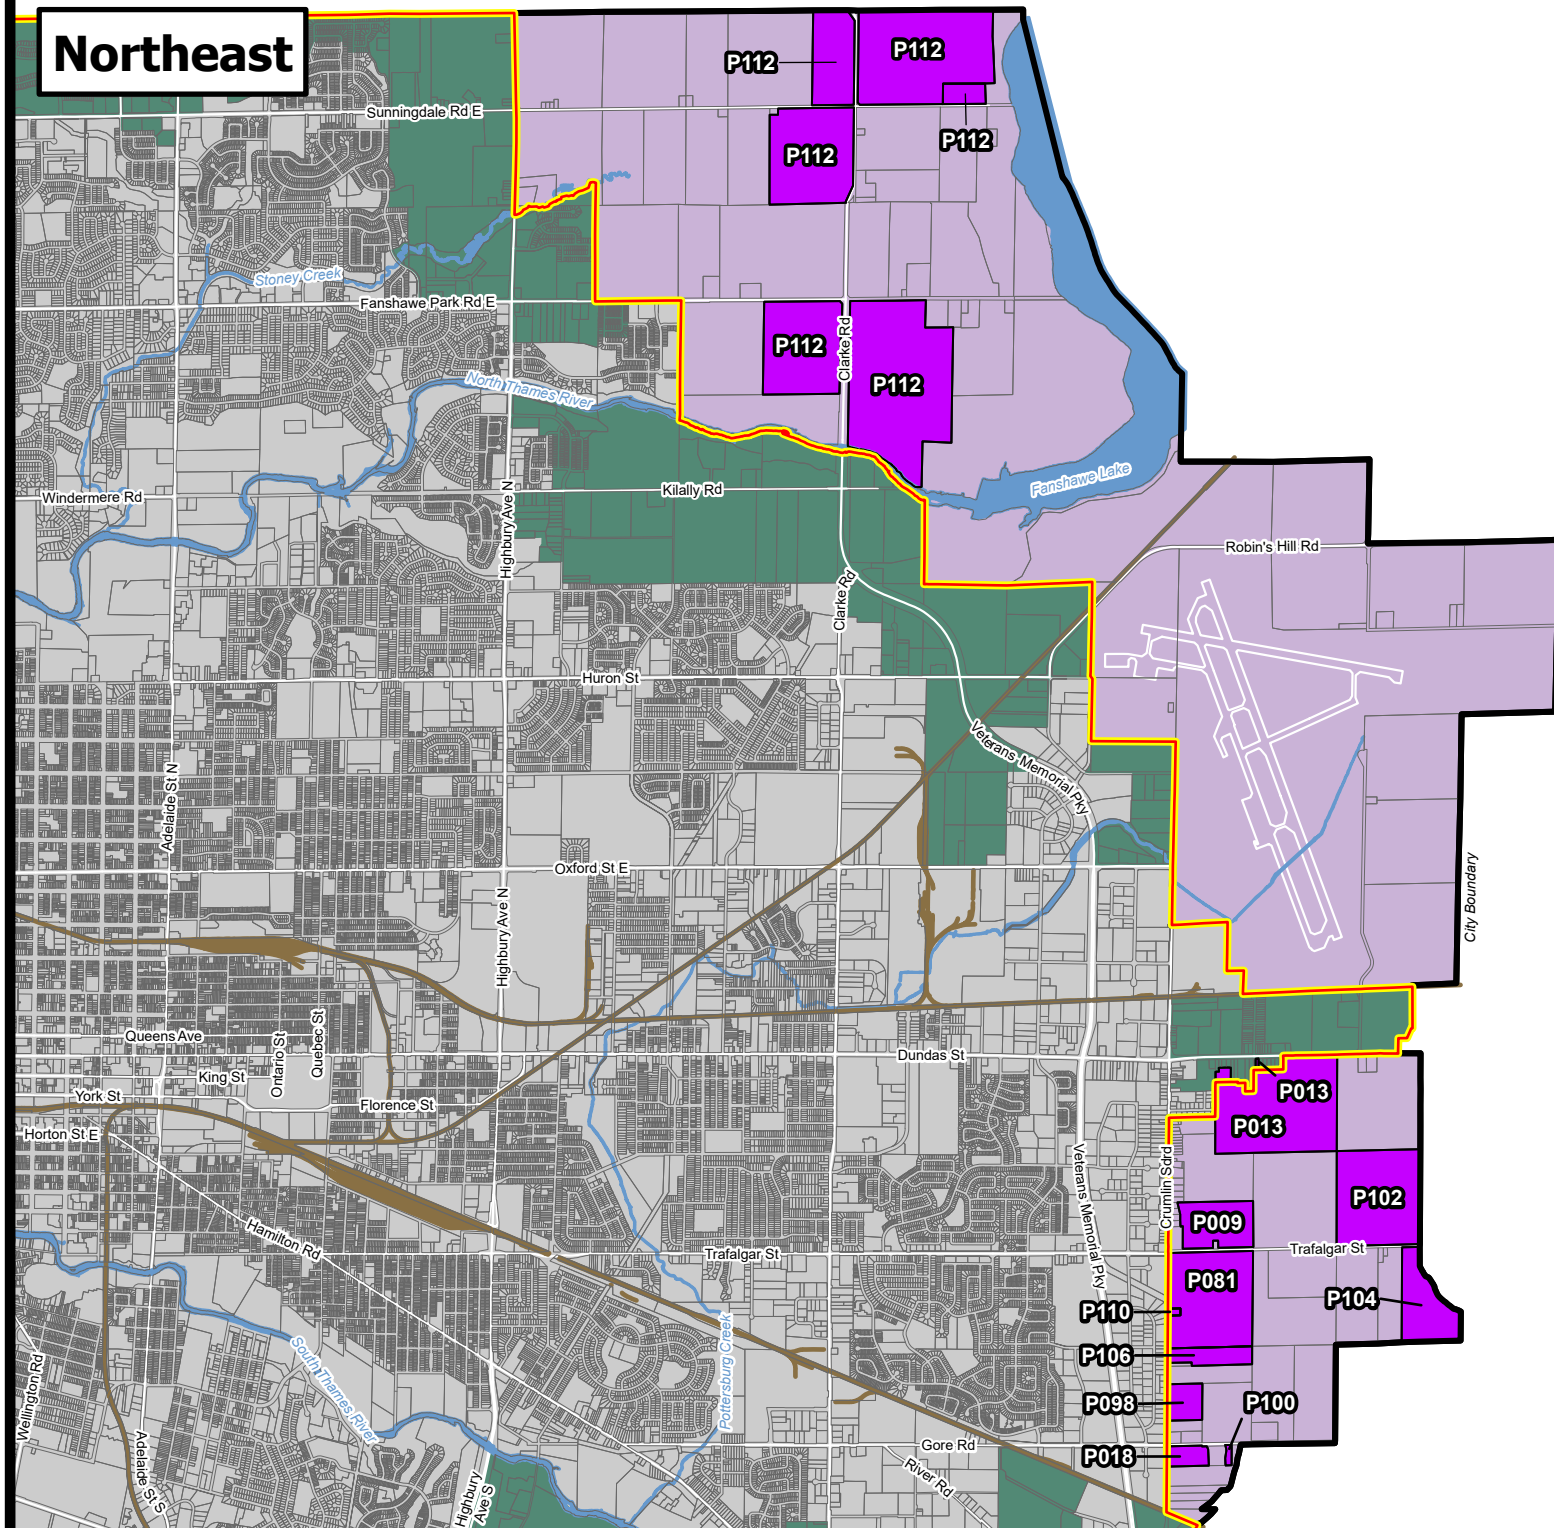 Northeast
P112
P112
Sunningdale Rd E
P112
P112
Stoney Creek
Fanshawe Park Rd E
Clarke Rd
P112
P112
North Thames River
Fanshawe Lake
Windermere Rd
Kilally Rd
Highbury Ave N
Robin's Hill Rd
Clarke Rd
Huron St
Veterans Memorial Pky
Adelaide St N
Oxford St E
City Boundary
Highbury Ave N
Queens Ave
Ontario St
Quebec St
Dundas St
King St
York St
Florence St
P013
P013
Horton St E
Crumlin Sdrd
Veterans Memorial Pky
P102
P009
Hamilton Rd
Trafalgar St
Trafalgar St
P081
P104
P110
South Thames River
Pottersburg Creek
P106
Wellington Rd
P098
P100
Adelaide St S
Gore Rd
P018
River Rd
Highbury
Ave S